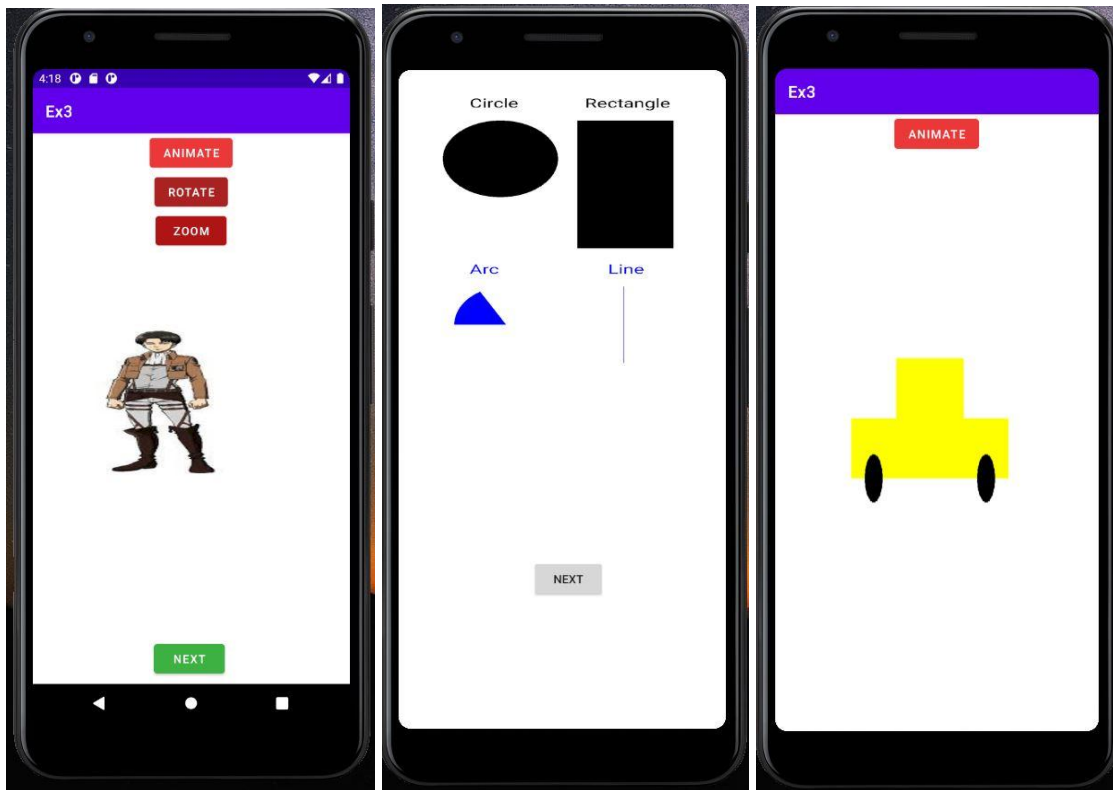 4:18
Ex3
ANIMATE
ROTATE
ZOOM
NEXT
Circle Rectangle
Arc Line
NEXT
Ex3
ANIMATE